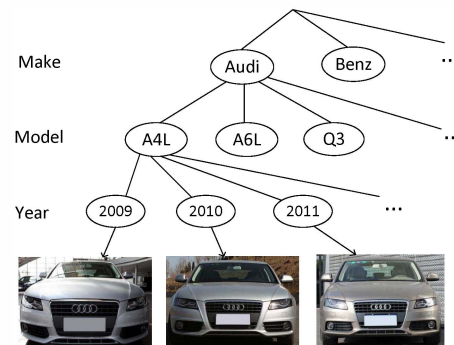 Make
Audi Benz ...
Model
A4L A6L Q3 ...
Year
2009 2010 2011 ...